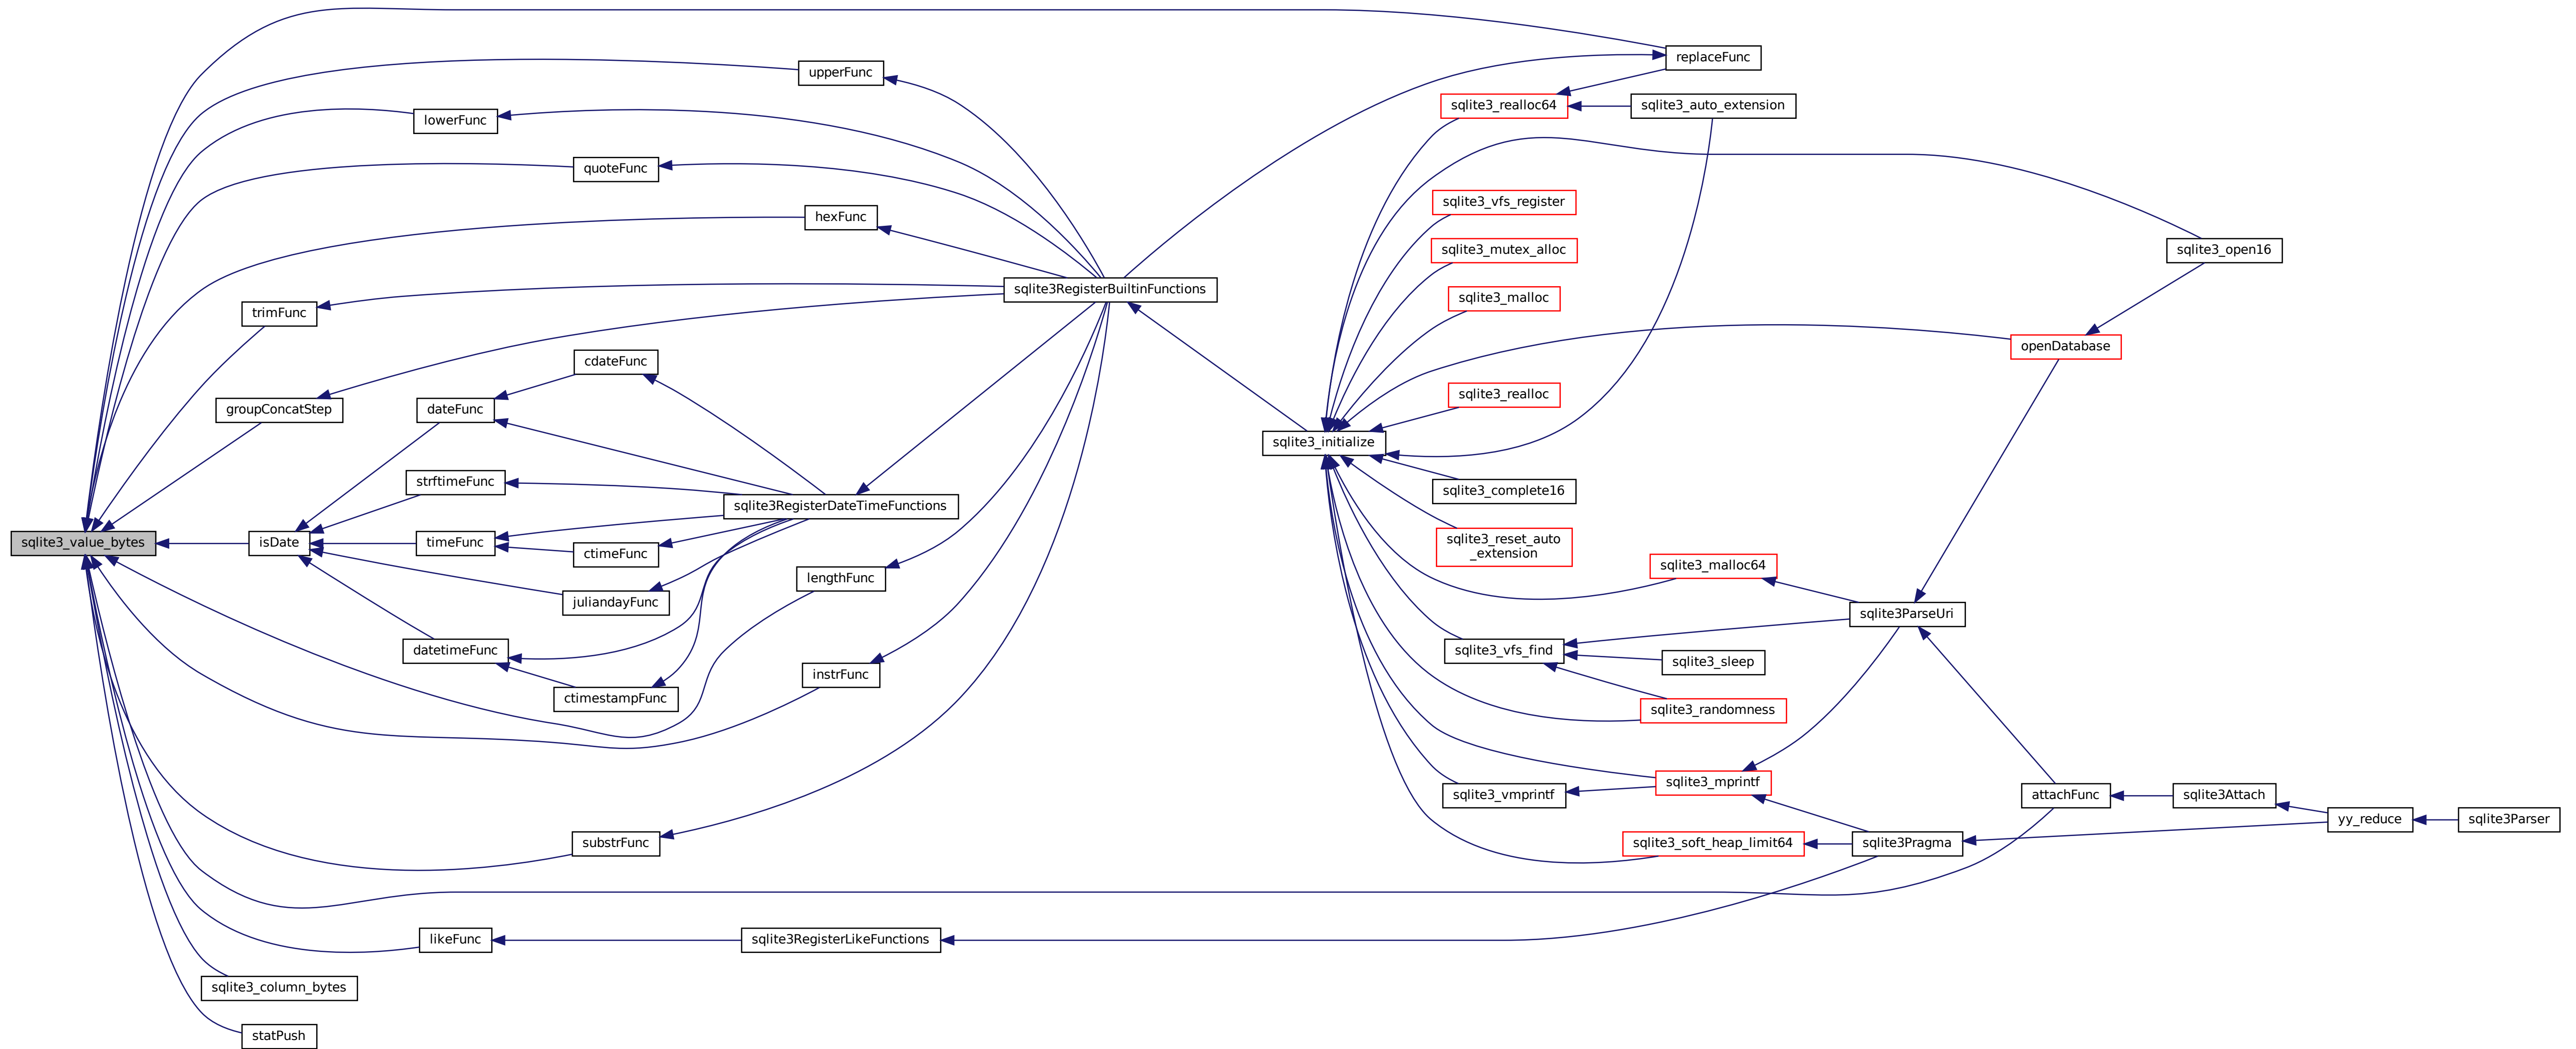 replaceFunc
upperFunc
sqlite3_realloc64
sqlite3_auto_extension
lowerFunc
quoteFunc
sqlite3_vfs_register
hexFunc
sqlite3_mutex_alloc
sqlite3_open16
sqlite3RegisterBuiltinFunctions
sqlite3_malloc
trimFunc
openDatabase
cdateFunc
sqlite3_realloc
groupConcatStep
dateFunc
sqlite3_initialize
strftimeFunc
sqlite3_complete16
sqlite3RegisterDateTimeFunctions
sqlite3_value_bytes
isDate
timeFunc
ctimeFunc
sqlite3_reset_auto
_extension
sqlite3_malloc64
lengthFunc
juliandayFunc
sqlite3ParseUri
datetimeFunc
sqlite3_vfs_find
sqlite3_sleep
instrFunc
ctimestampFunc
sqlite3_randomness
sqlite3_mprintf
sqlite3_vmprintf
attachFunc
sqlite3Attach
yy_reduce
sqlite3Parser
substrFunc
sqlite3_soft_heap_limit64
sqlite3Pragma
likeFunc
sqlite3RegisterLikeFunctions
sqlite3_column_bytes
statPush